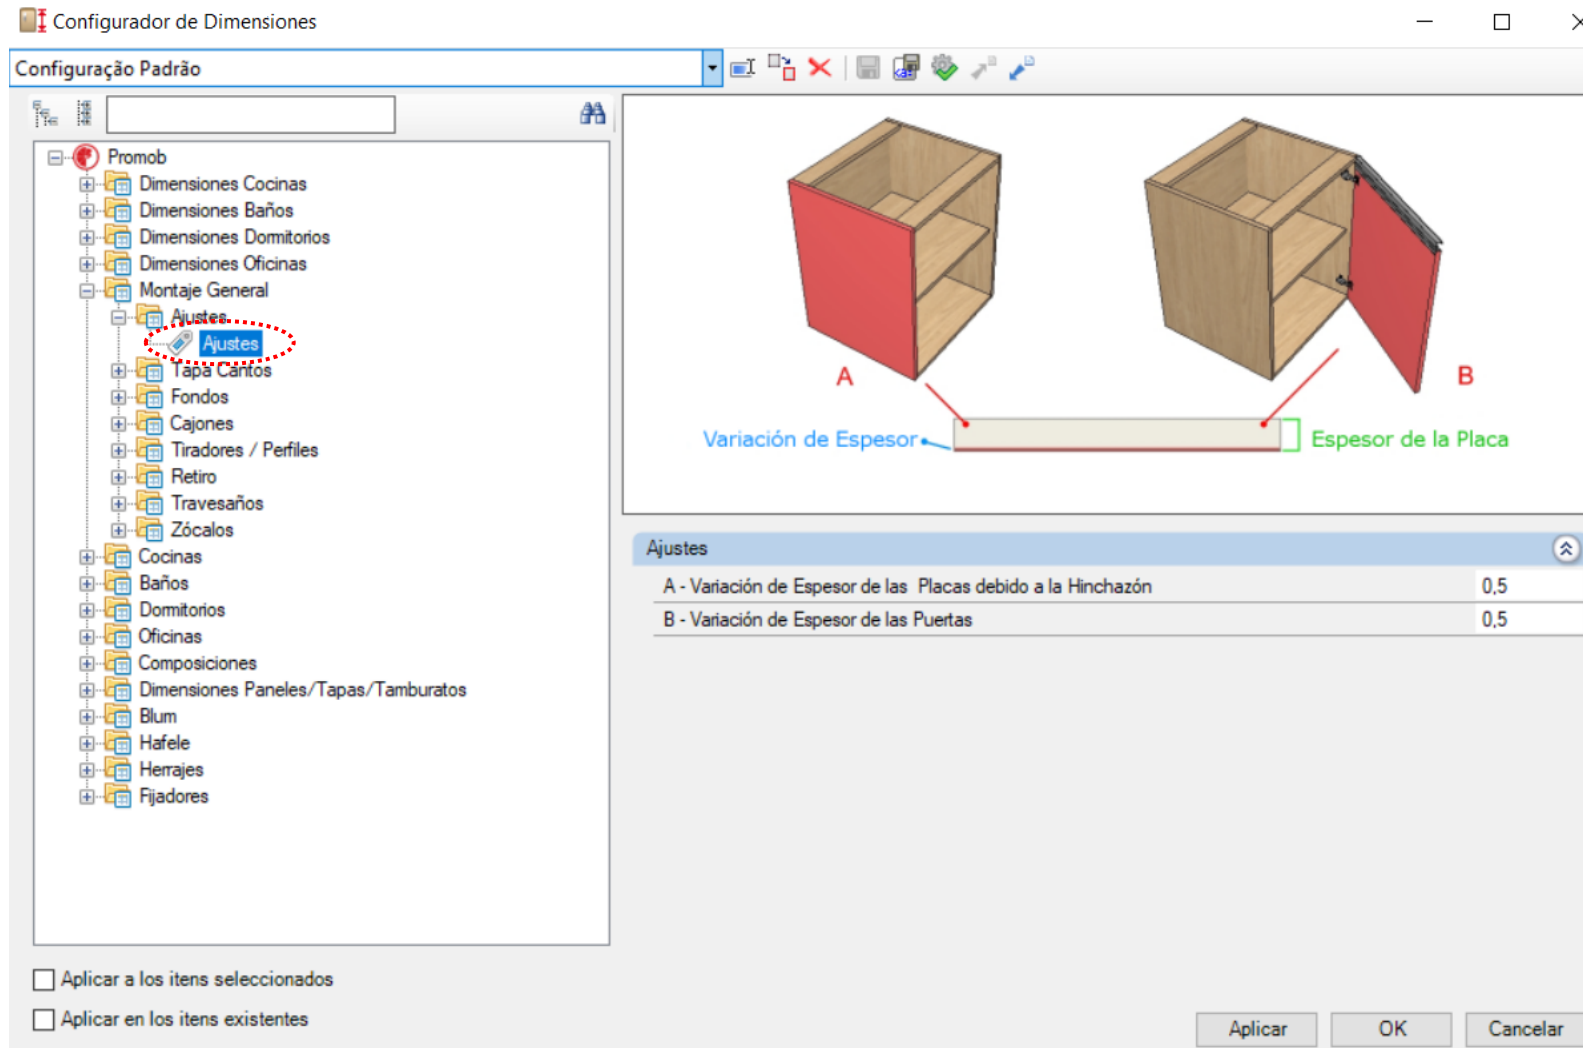 Configurador de Dimensiones
Configuração Padrão
Promob
Dimensiones Cocinas
Dimensiones Baños
Dimensiones Dormitorios
Dimensiones Oficinas
Montaje General
Ajustes
Ajustes
Tapa Cantos
Fondos
Cajones
Tiradores / Perfiles
Retiro
Travesaños
Zócalos
Cocinas
Baños
Dormitorios
Oficinas
Composiciones
Dimensiones Paneles/Tapas/Tamburatos
Blum
Hafele
Herrajes
Fijadores
A
B
Variación de Espesor
Espesor de la Placa
Ajustes
A - Variación de Espesor de las  Placas debido a la Hinchazón 0,5
B - Variación de Espesor de las Puertas 0,5
Aplicar a los itens seleccionados
Aplicar en los itens existentes
Aplicar OK Cancelar